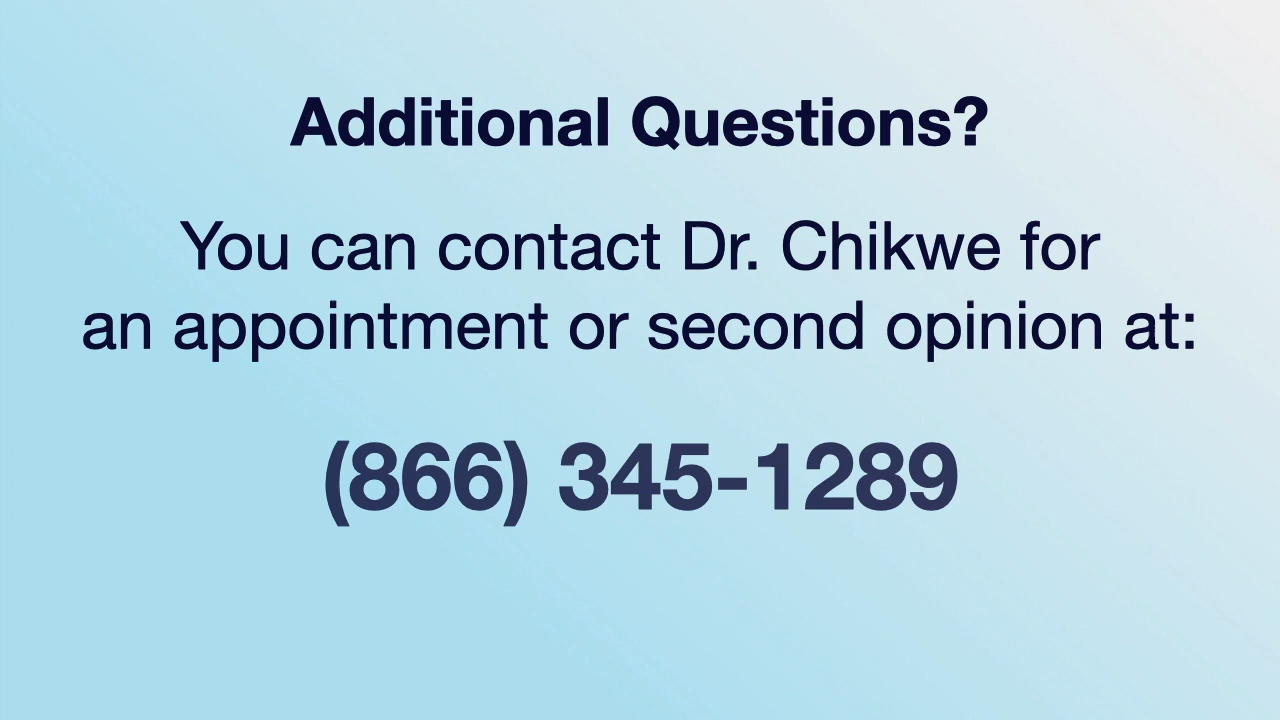 Additional Questions?
You can contact Dr. Chikwe for
an appointment or second opinion at:
(866) 345-1289